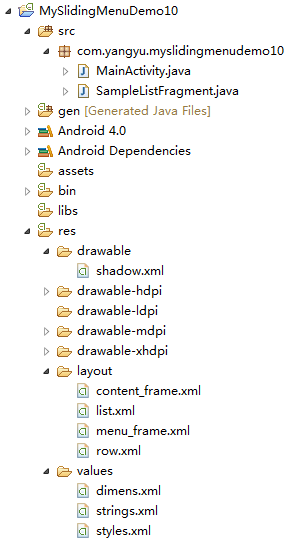 MySlidingMenuDemo10
src
com.yangyu.myslidingmenudemo10
MainActivity.java
SampleListFragment.java
gen [Generated Java Files]
Android 4.0
Android Dependencies
assets
bin
libs
res
drawable
shadow.xml
drawable-hdpi
drawable-ldpi
drawable-mdpi
drawable-xhdpi
layout
content_frame.xml
list.xml
menu_frame.xml
row.xml
values
dimens.xml
strings.xml
styles.xml